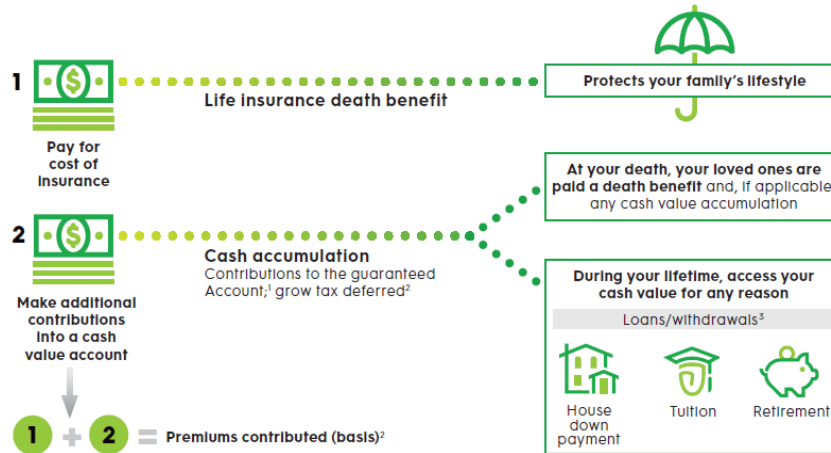 1
Pay for
cost of
insurance
Life insurance death benefit
Protects your family's lifestyle
2
Make additional
contributions
into a cash
value account
Cash accumulation
Contributions to the guaranteed
Account;¹ grow tax deferred²
At your death, your loved ones are
paid a death benefit and, if applicable
any cash value accumulation
During your lifetime, access your
cash value for any reason
Loans/withdrawals³
House
down
payment
Tuition
Retirement
1 + 2 = Premiums contributed (basis)²